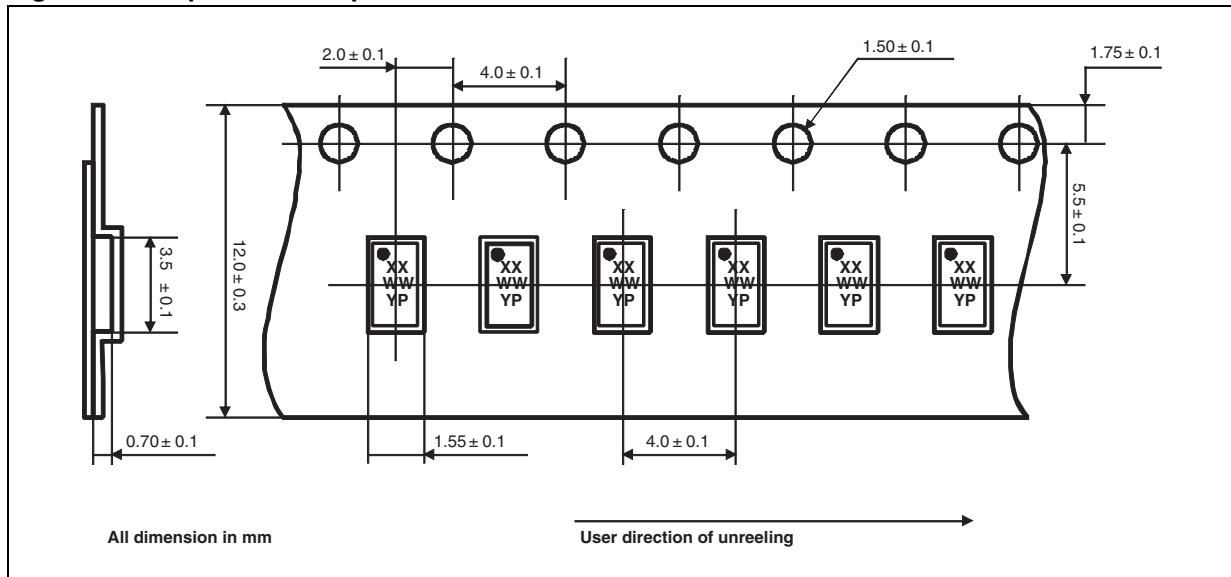 2.0 ± 0.1
4.0 ± 0.1
1.50 ± 0.1
1.75 ± 0.1
3.5 ± 0.1
12.0 ± 0.3
5.5 ± 0.1
XX
WW
YP
XX
WW
YP
XX
WW
YP
XX
WW
YP
XX
WW
YP
XX
WW
YP
0.70 ± 0.1
1.55 ± 0.1
4.0 ± 0.1
All dimension in mm
User direction of unreeling